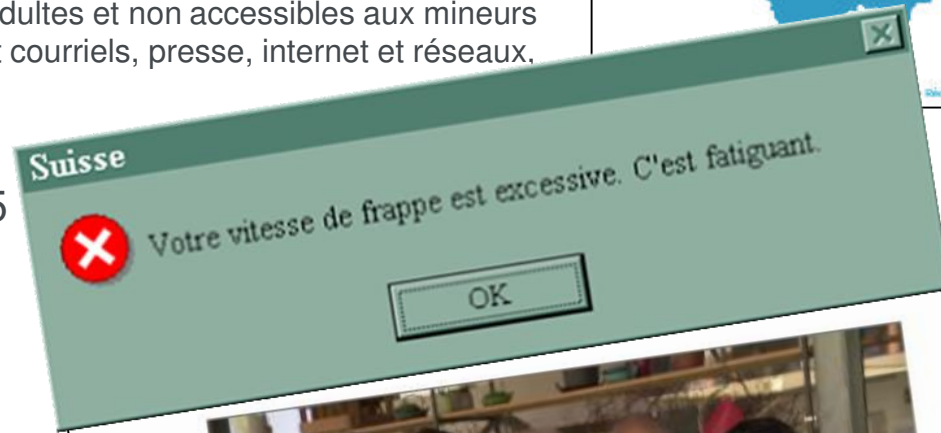 dultes et non accessibles aux mineurs
t courriels, presse, internet et réseaux,
Suisse
5
Votre vitesse de frappe est excessive. C'est fatiguant.
OK